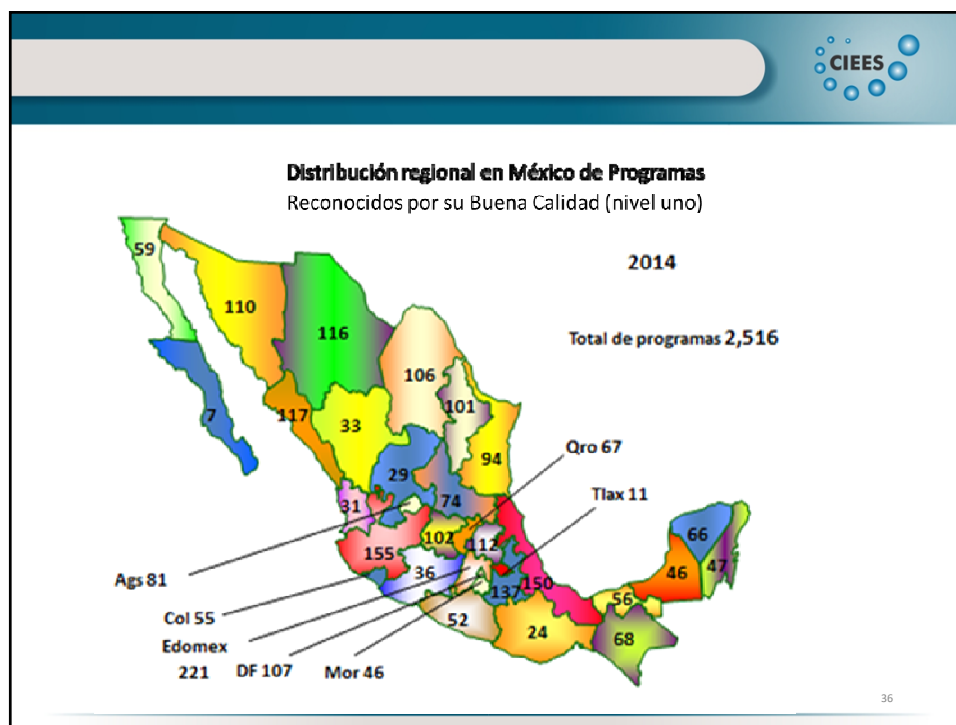 CIEES
Distribución regional en México de Programas
Reconocidos por su Buena Calidad (nivel uno)
2014
Total de programas 2,516
59
110
116
106
101
7
117
33
94
29
Qro 67
74
Tlax 11
31
102
112
66
155
36
137
150
46
47
Ags 81
56
Col 55
52
24
68
Edomex
221
DF 107
Mor 46
36